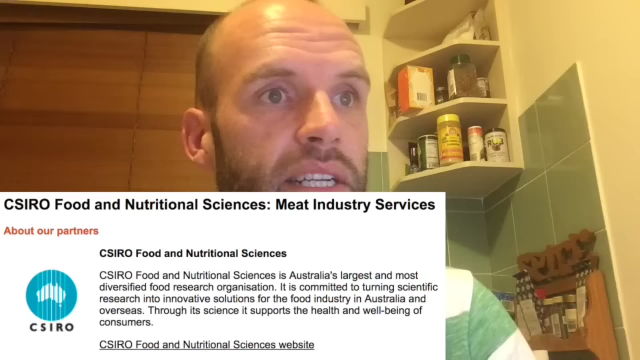 CSIRO Food and Nutritional Sciences: Meat Industry Services
About our partners
CSIRO Food and Nutritional Sciences
CSIRO Food and Nutritional Sciences is Australia's largest and most
diversified food research organisation. It is committed to turning scientific
research into innovative solutions for the food industry in Australia and
overseas. Through its science it supports the health and well-being of
consumers.
CSIRO
CSIRO Food and Nutritional Sciences website